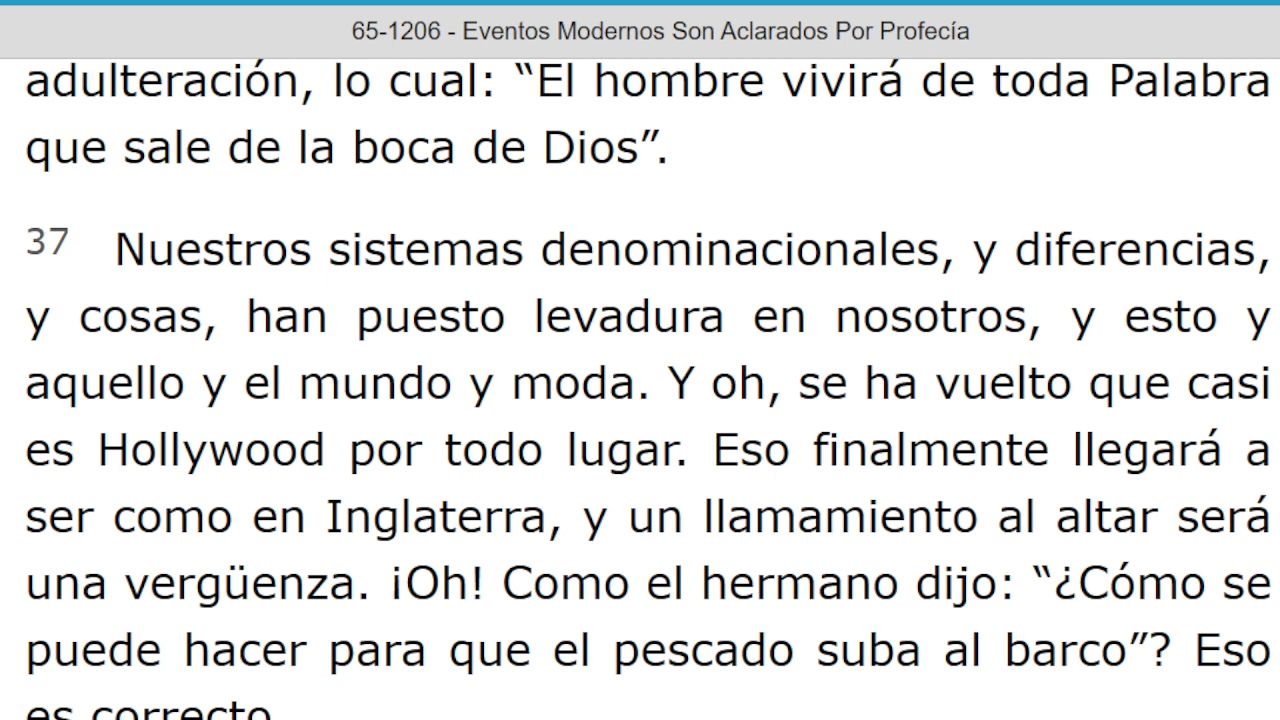 65-1206 - Eventos Modernos Son Aclarados Por Profecía
adulteración, lo cual: “El hombre vivirá de toda Palabra
que sale de la boca de Dios”.
37 Nuestros sistemas denominacionales, y diferencias,
y cosas, han puesto levadura en nosotros, y esto y
aquello y el mundo y moda. Y oh, se ha vuelto que casi
es Hollywood por todo lugar. Eso finalmente llegará a
ser como en Inglaterra, y un llamamiento al altar será
una vergüenza. ¡Oh! Como el hermano dijo: “¿Cómo se
puede hacer para que el pescado suba al barco”? Eso
es correcto.